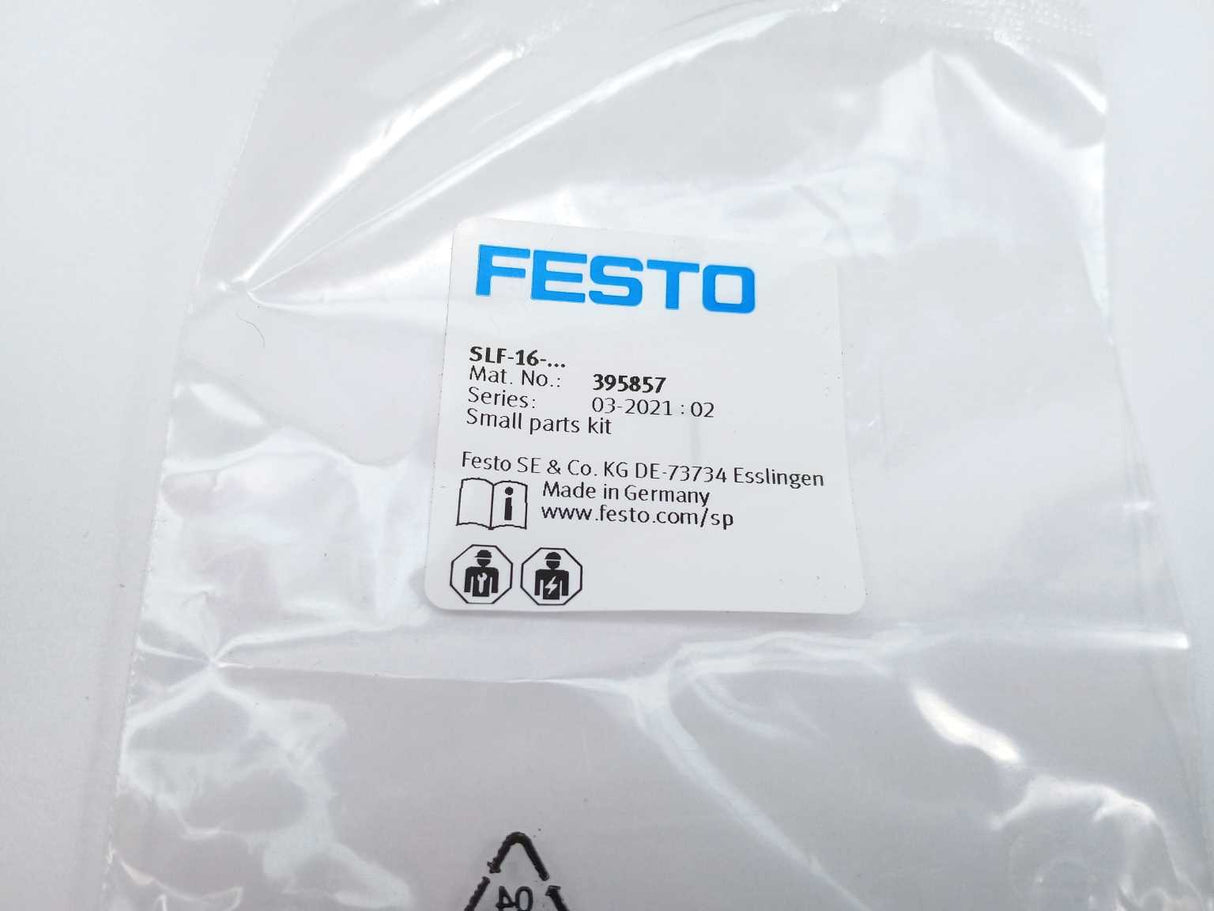 FESTO
SLF-16-...
Mat. No.: 395857
Series: 03-2021 : 02
Small parts kit
Festo SE & Co. KG DE-73734 Esslingen
Made in Germany
www.festo.com/sp
04